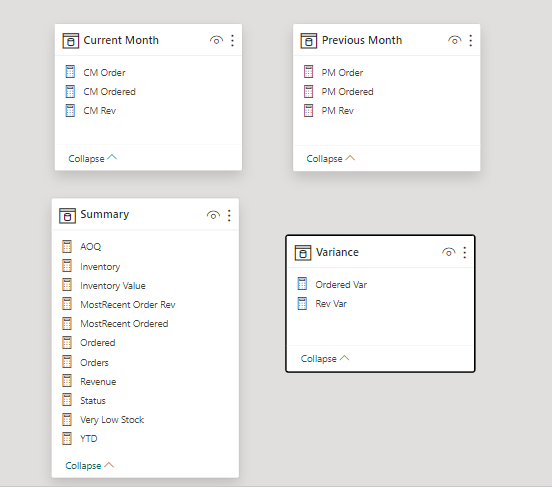 Current Month
CM Order
CM Ordered
CM Rev
Collapse
Previous Month
PM Order
PM Ordered
PM Rev
Collapse
Summary
AOQ
Inventory
Inventory Value
MostRecent Order Rev
MostRecent Ordered
Ordered
Orders
Revenue
Status
Very Low Stock
YTD
Collapse
Variance
Ordered Var
Rev Var
Collapse